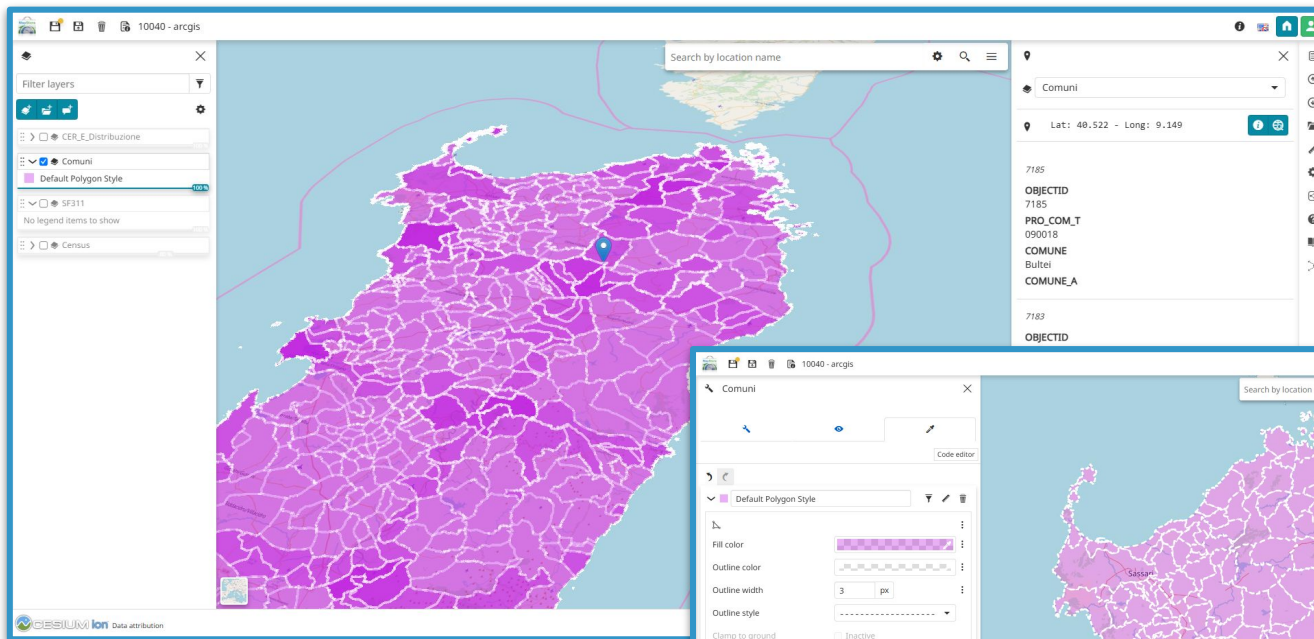 10040 - arcgis
Search by location name
Filter layers
Comuni
CER_E_Distribuzione
Lat: 40.522 - Long: 9.149
Comuni
Default Polygon Style
100 %
7185
SF311
OBJECTID
7185
No legend items to show
PRO_COM_T
090018
Census
COMUNE
Bultei
COMUNE_A
7183
OBJECTID
10040 - arcgis
Comuni
Search by location
Code editor
Default Polygon Style
Fill color
Outline color
Sassari
Outline width
3 px
Outline style
Clamp to ground
Inactive
CESIUM ion Data attribution